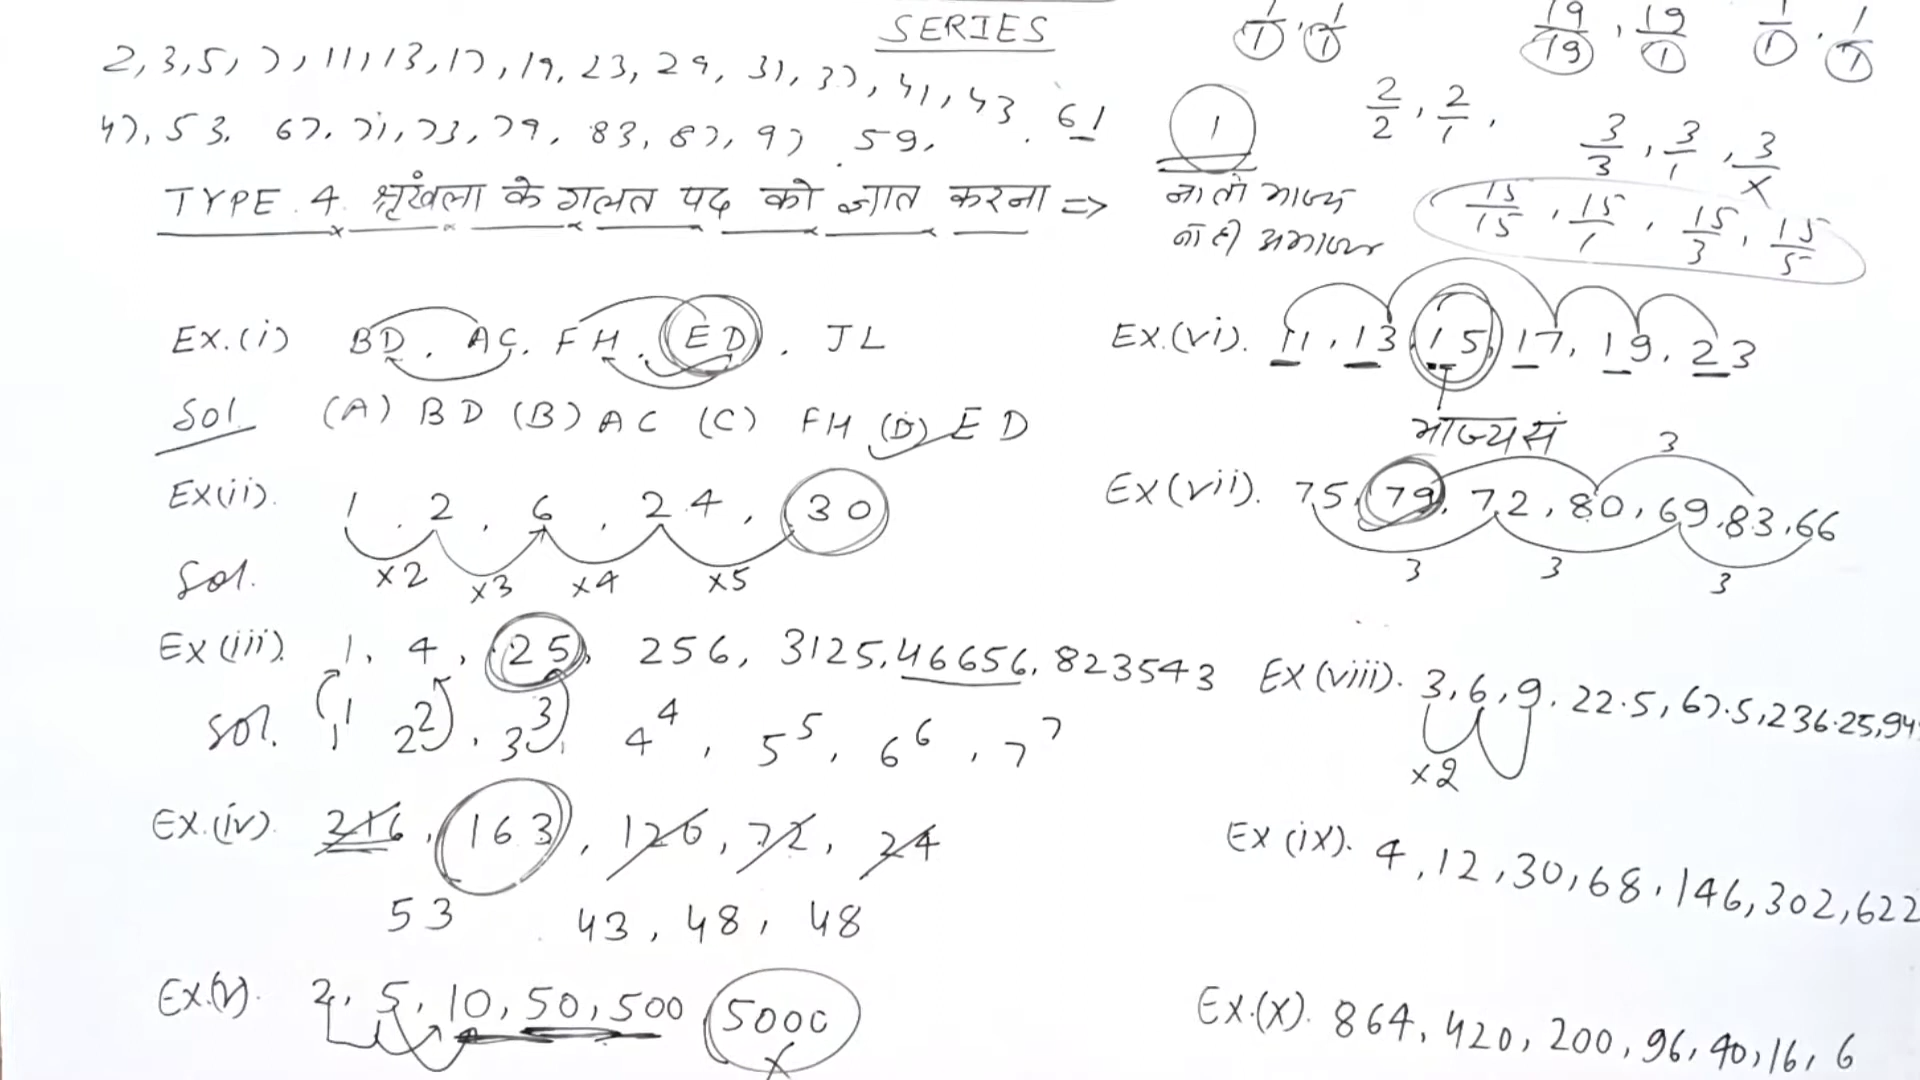 SERIES
2, 3, 5, 7, 11, 13, 17, 19, 23, 29, 31, 37, 41, 43, 61
47, 53, 67, 71, 73, 79, 83, 87, 97, 59,
TYPE 4. श्रृखंला के गलत पद को ज्ञात करना =>
Ex.(i) BD, AC, FH, ED, JL
Sol. (A) BD (B) AC (C) FH (D) ED
Ex(ii). 1, 2, 6, 24, 30
Sol. ×2 ×3 ×4 ×5
Ex(iii). 1, 4, 25, 256, 3125, 46656, 823543
Sol. 1^1 2^2, 3^3, 4^4, 5^5, 6^6, 7^7
Ex.(iv). 216, 163, 126, 72, 24
53 43, 48, 48
Ex.(v). 2, 5, 10, 50, 500 5000
×
1/1, 1/1 19/19, 19/1 1/1, 1/1
1 2/2, 2/1, 3/3, 3/1, 3/x
ना तो भाज्य 15/15, 15/1, 15/3, 15/5
ना ही अभाज्य
Ex.(vi). 11, 13, 15, 17, 19, 23
भाज्य सं
3
Ex(vii). 75, 79, 72, 80, 69, 83, 66
3 3 3
Ex(viii). 3, 6, 9, 22.5, 67.5, 236.25, 94
×2
Ex(ix). 4, 12, 30, 68, 146, 302, 622
Ex.(x). 864, 420, 200, 96, 40, 16, 6